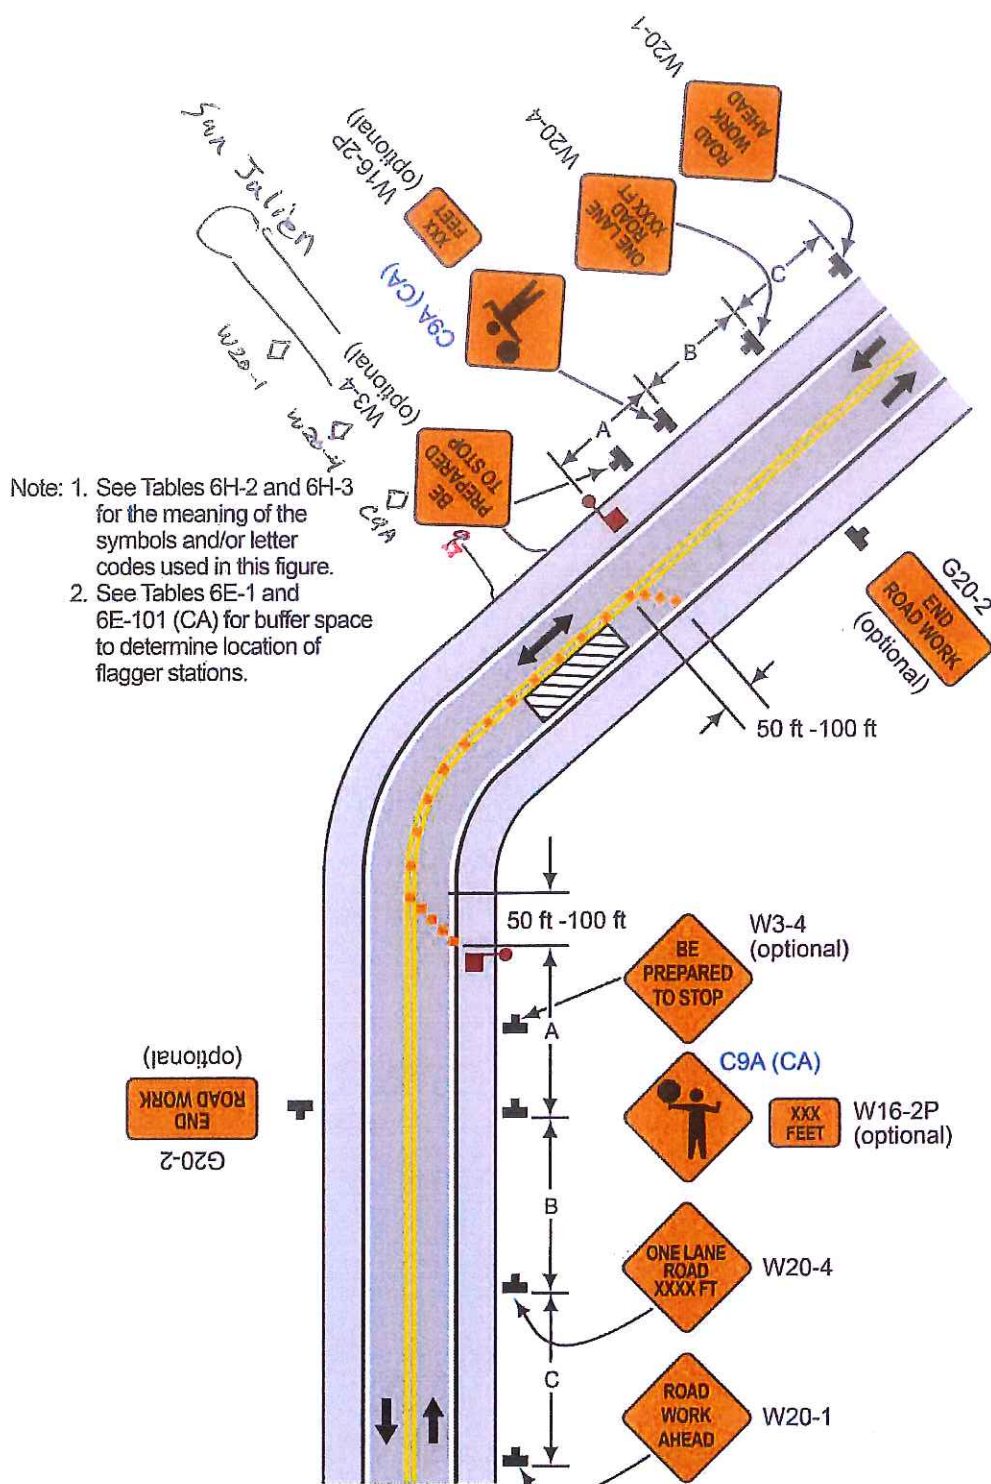 W20-1
ROAD
WORK
AHEAD
W20-4
ONE LANE
ROAD
XXXX FT
W16-2P
(optional)
XXX
FEET
C9A (CA)
San Julien
W20-1
W20-4
C9A
W3-4
(optional)
BE
PREPARED
TO STOP
A
B
C
Note: 1. See Tables 6H-2 and 6H-3
for the meaning of the
symbols and/or letter
codes used in this figure.
2. See Tables 6E-1 and
6E-101 (CA) for buffer space
to determine location of
flagger stations.
G20-2
END
ROAD WORK
(optional)
50 ft -100 ft
50 ft -100 ft
W3-4
(optional)
BE
PREPARED
TO STOP
A
C9A (CA)
XXX
FEET
W16-2P
(optional)
G20-2
END
ROAD WORK
(optional)
B
ONE LANE
ROAD
XXXX FT
W20-4
C
ROAD
WORK
AHEAD
W20-1